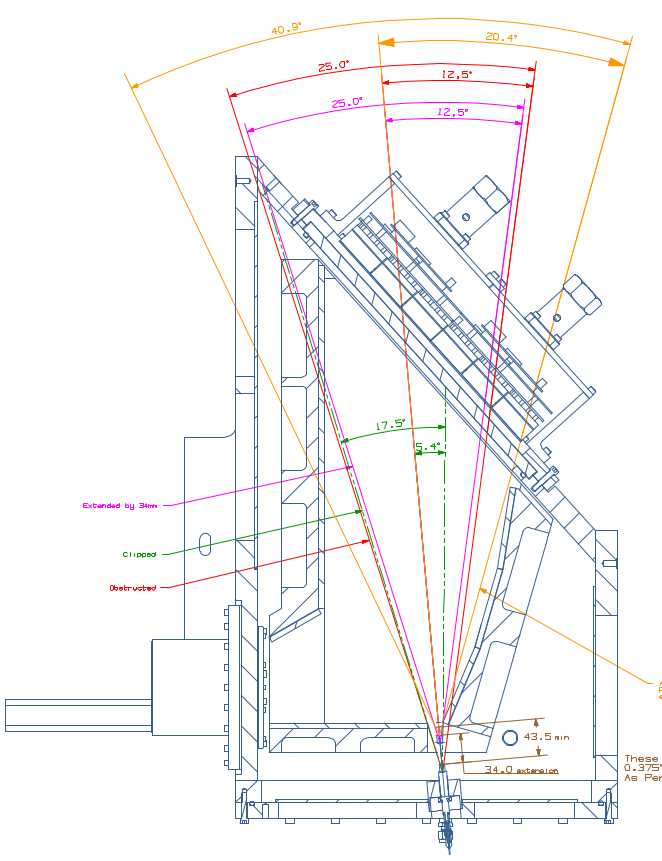 40.9°
20.4°
25.0°
12.5°
25.0°
12.5°
17.5°
5.4°
Extended by 34mm
Clipped
Obstructed
43.5 min
34.0 extension
These
0.375"
As Per